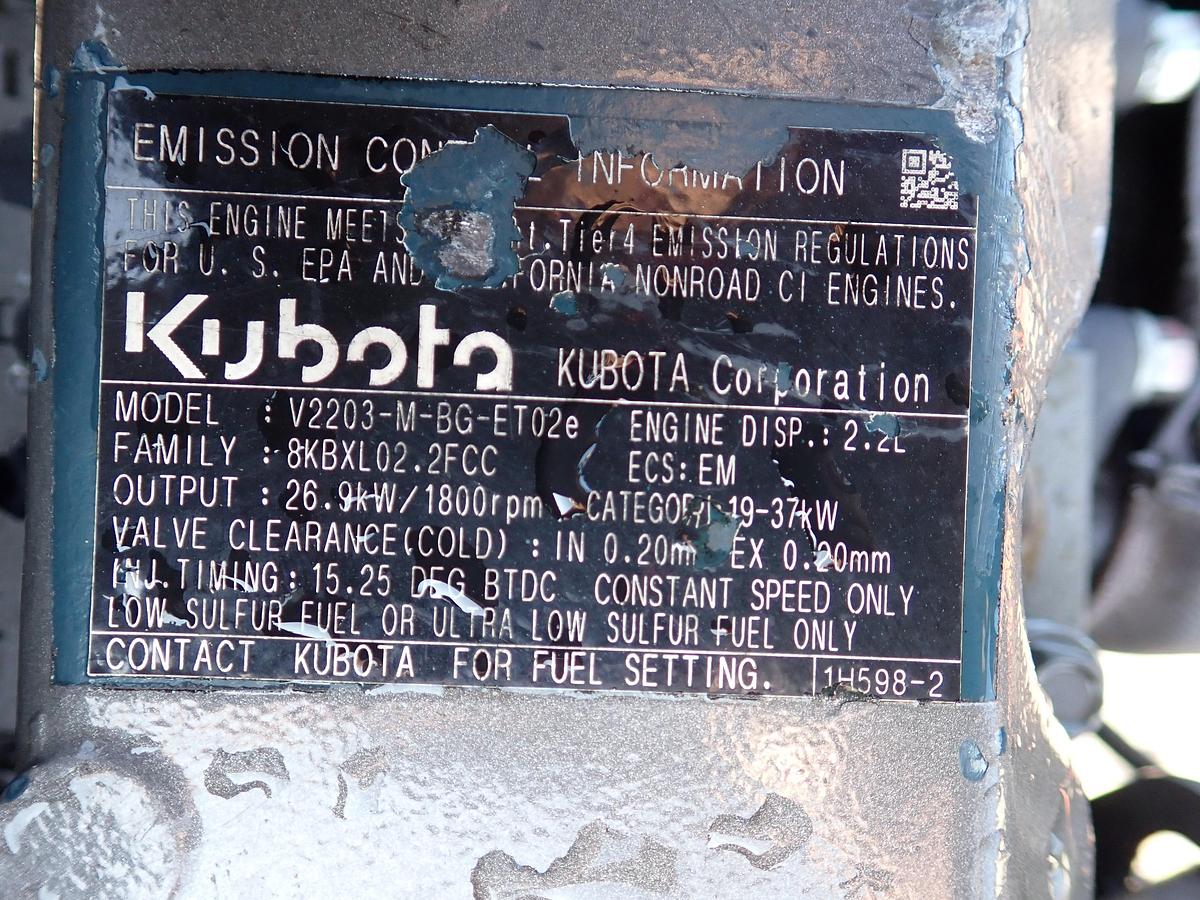 EMISSION INFORMATION
THIS ENGINE MEETS Tier4 EMISSION REGULATIONS
FOR U. S. EPA AND NONROAD CI ENGINES.
Kubota KUBOTA Corporation
MODEL : V2203-M-BG-ET02e ENGINE DISP.: 2.2L
FAMILY : 8KBXL02.2FCC ECS: EM
OUTPUT : 26.9kW/1800rpm 19-37kW
VALVE CLEARANCE(COLD) : IN EX 0.20mm
INJ.TIMING: 15.25 DEG BTDC CONSTANT SPEED ONLY
LOW SULFUR FUEL OR ULTRA LOW SULFUR FUEL ONLY
CONTACT KUBOTA FOR FUEL SETTING. 1H598-2